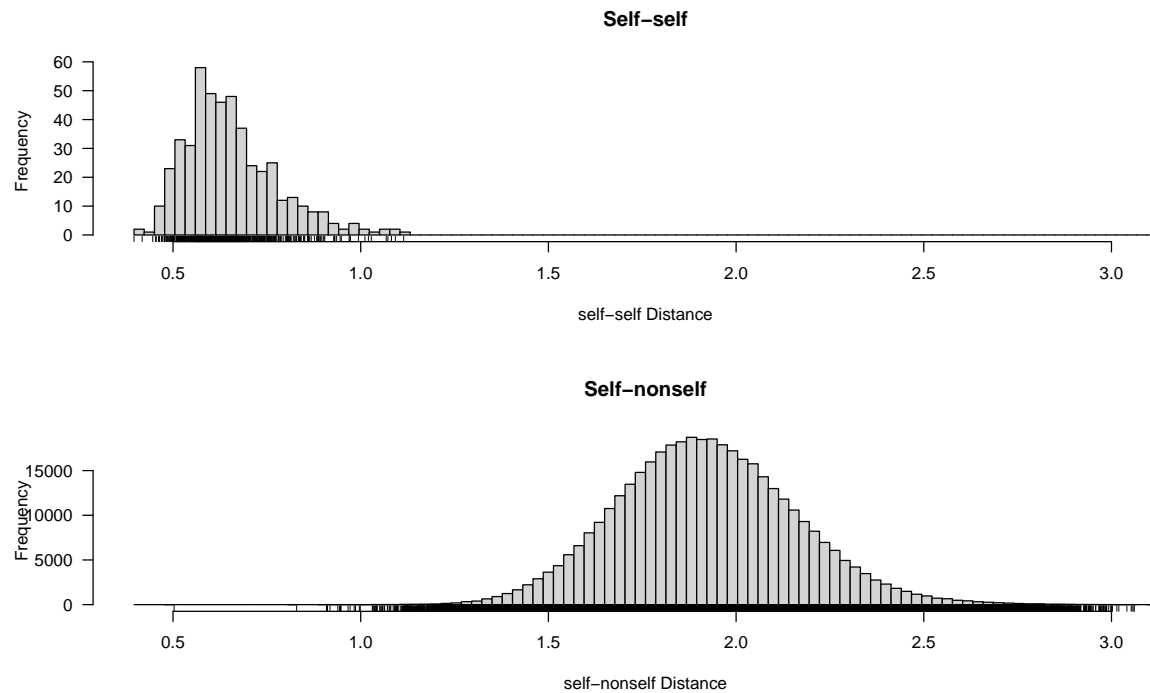 Self−self
Frequency
60
50
40
30
20
10
0
0.5 1.0 1.5 2.0 2.5 3.0
self−self Distance
Self−nonself
Frequency
15000
10000
5000
0
0.5 1.0 1.5 2.0 2.5 3.0
self−nonself Distance